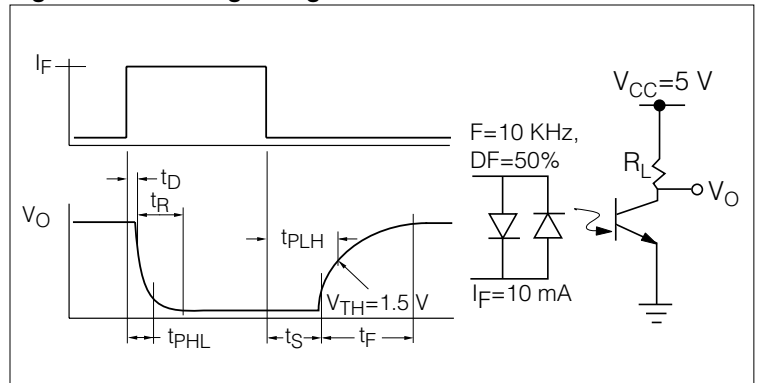 IF
VCC=5 V
F=10 KHz,
DF=50%
RL
tD
tR
VO
VO
tPLH
VTH=1.5 V
IF=10 mA
tPHL
tS
tF